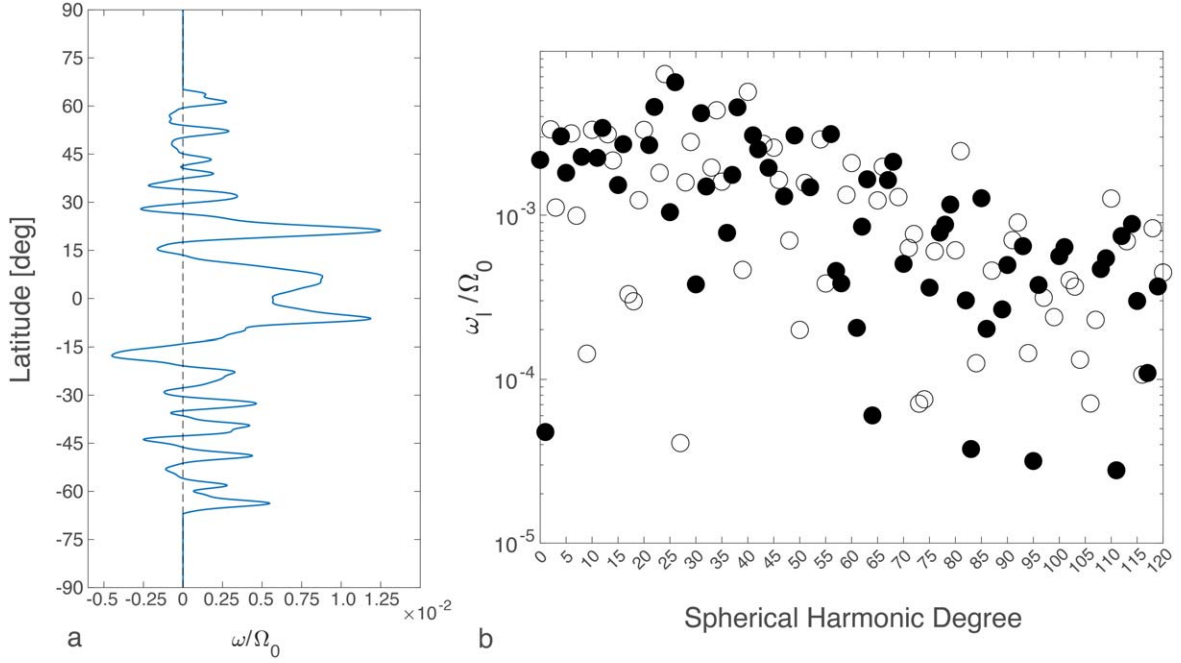 90
75
60
45
30
15
0
-15
-30
-45
-60
-75
-90
Latitude [deg]
-0.5 -0.25 0 0.25 0.5 0.75 1.0 1.25
×10⁻²
a
ω/Ω₀
10⁻³
10⁻⁴
10⁻⁵
ωₗ/Ω₀
0 5 10 15 20 25 30 35 40 45 50 55 60 65 70 75 80 85 90 95 100 105 110 115 120
b
Spherical Harmonic Degree